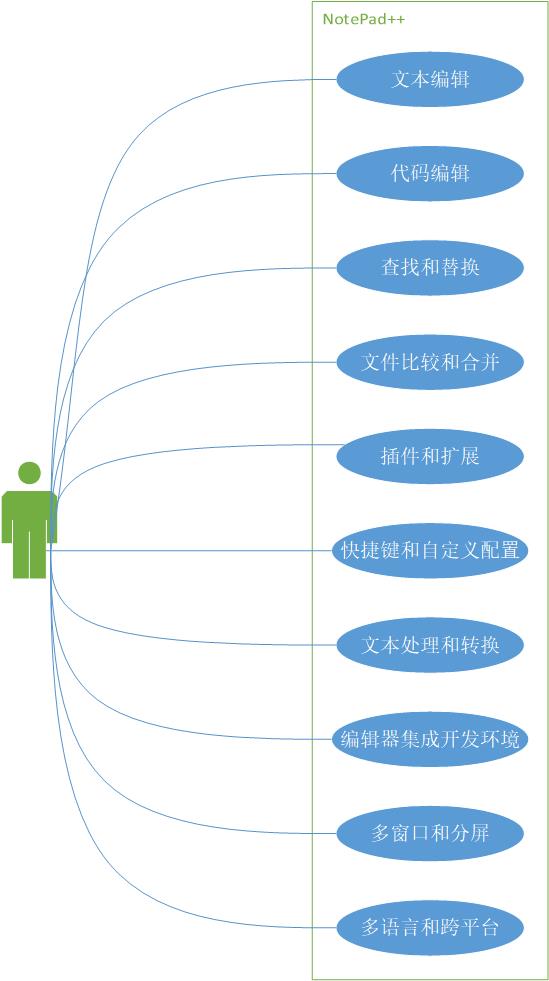 NotePad++
文本编辑
代码编辑
查找和替换
文件比较和合并
插件和扩展
快捷键和自定义配置
文本处理和转换
编辑器集成开发环境
多窗口和分屏
多语言和跨平台